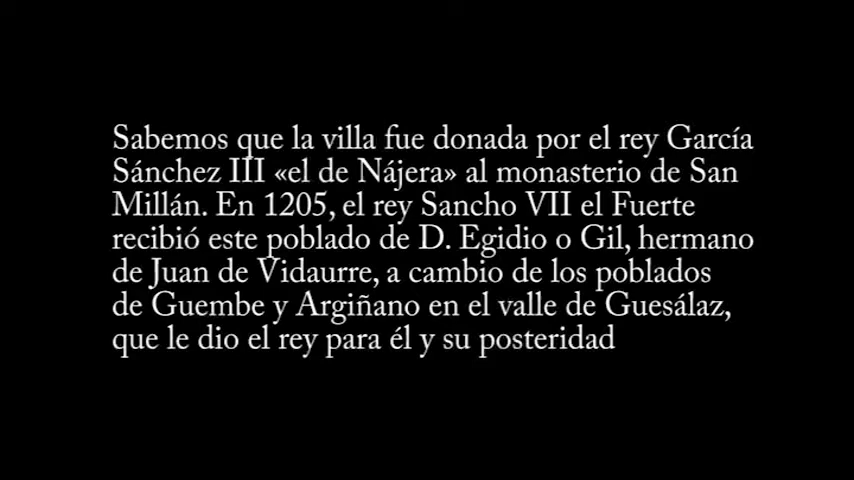 Sabemos que la villa fue donada por el rey García
Sánchez III «el de Nájera» al monasterio de San
Millán. En 1205, el rey Sancho VII el Fuerte
recibió este poblado de D. Egidio o Gil, hermano
de Juan de Vidaurre, a cambio de los poblados
de Guembe y Argiñano en el valle de Guesálaz,
que le dio el rey para él y su posteridad